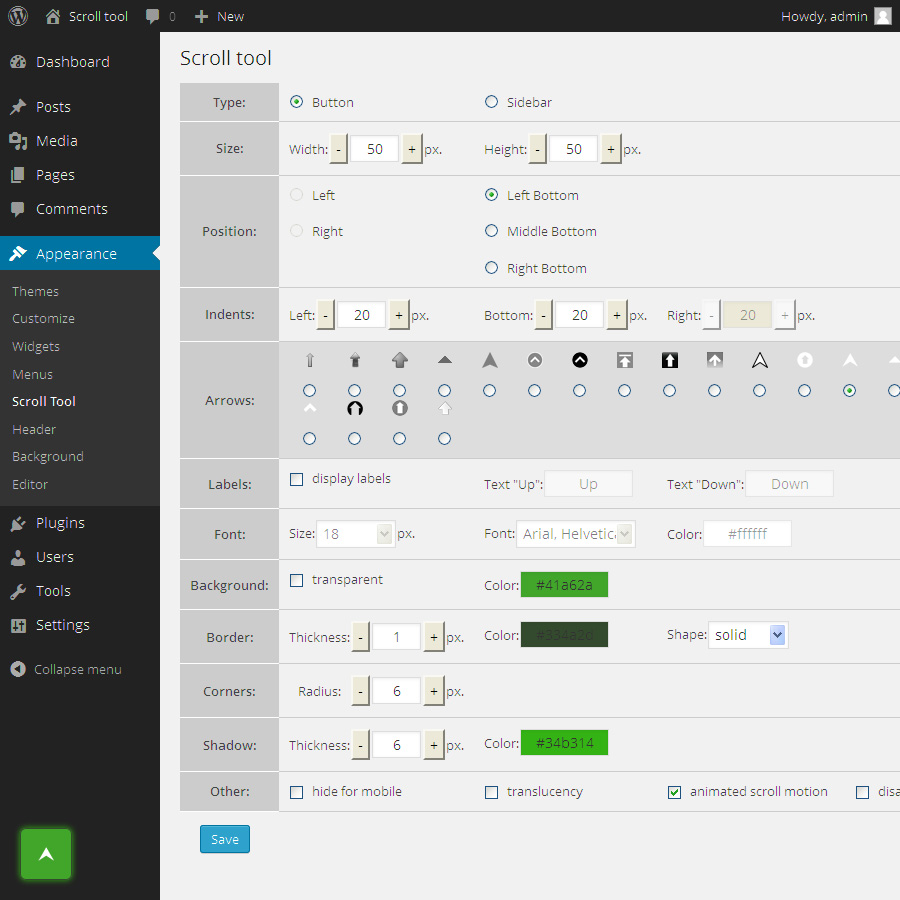 Scroll tool 0 New Howdy, admin
Dashboard
Posts
Media
Pages
Comments
Appearance
Themes
Customize
Widgets
Menus
Scroll Tool
Header
Background
Editor
Plugins
Users
Tools
Settings
Collapse menu
Scroll tool
Type: Button Sidebar
Size: Width: - 50 + px. Height: - 50 + px.
Position: Left Left Bottom
Right Middle Bottom
Right Bottom
Indents: Left: - 20 + px. Bottom: - 20 + px. Right: - 20 + px.
Arrows:
Labels: display labels Text "Up": Up Text "Down": Down
Font: Size: 18 px. Font: Arial, Helvetica Color: #ffffff
Background: transparent Color: #41a62a
Border: Thickness: - 1 + px. Color: #334a2c Shape: solid
Corners: Radius: - 6 + px.
Shadow: Thickness: - 6 + px. Color: #34b314
Other: hide for mobile translucency animated scroll motion disa
Save